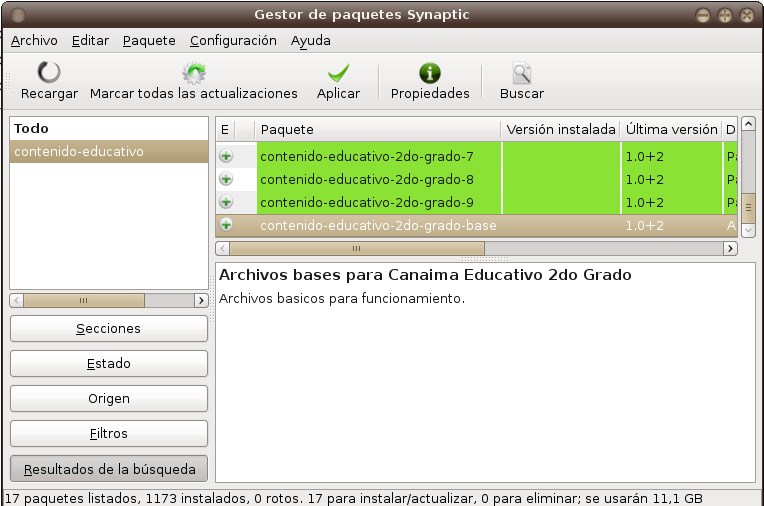 Gestor de paquetes Synaptic
Archivo Editar Paquete Configuración Ayuda
Recargar Marcar todas las actualizaciones Aplicar Propiedades Buscar
Todo
contenido-educativo
E Paquete Versión instalada Última versión D
contenido-educativo-2do-grado-7 1.0+2
contenido-educativo-2do-grado-8 1.0+2
contenido-educativo-2do-grado-9 1.0+2
contenido-educativo-2do-grado-base 1.0+2 A
Archivos bases para Canaima Educativo 2do Grado
Archivos basicos para funcionamiento.
Secciones
Estado
Origen
Filtros
Resultados de la búsqueda
17 paquetes listados, 1173 instalados, 0 rotos. 17 para instalar/actualizar, 0 para eliminar; se usarán 11,1 GB